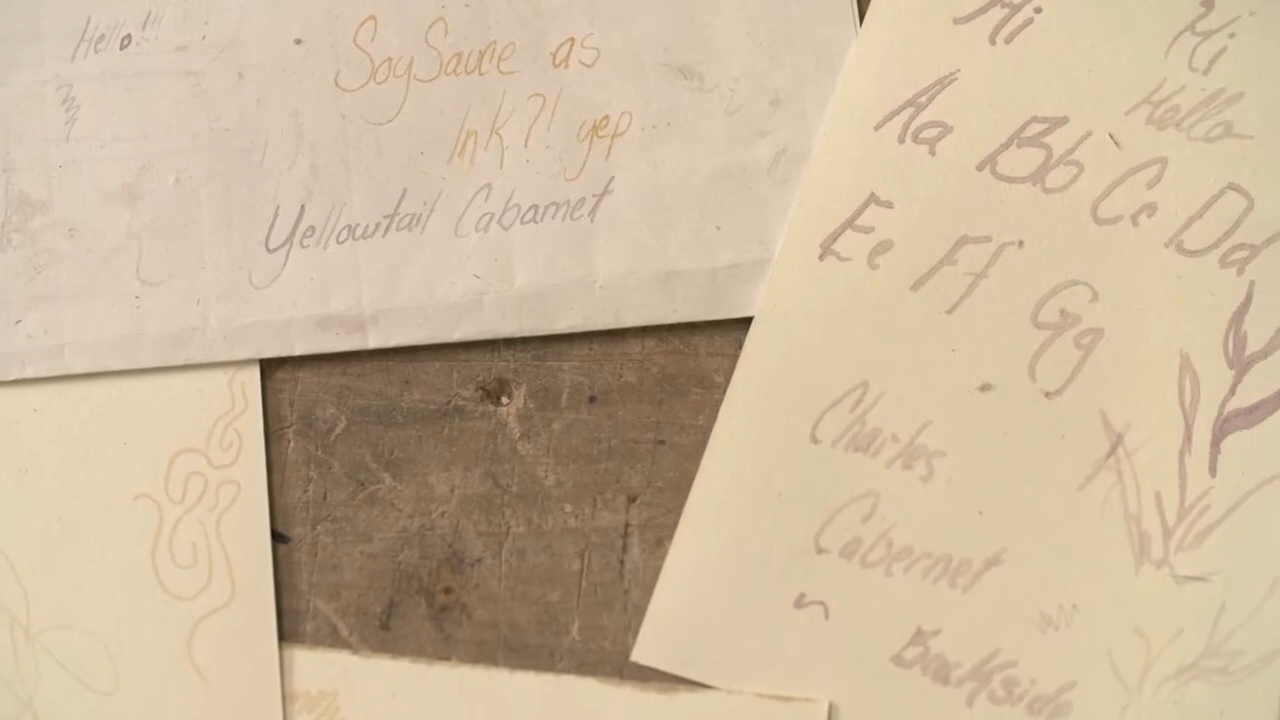 Hello!!!
SoySauce as
Ink?! yep...
Yellowtail Cabarnet
Hi
Hi
Hello
Aa Bb Cc Dd
Ee Ff Gg
Charles
Cabernet
Backside